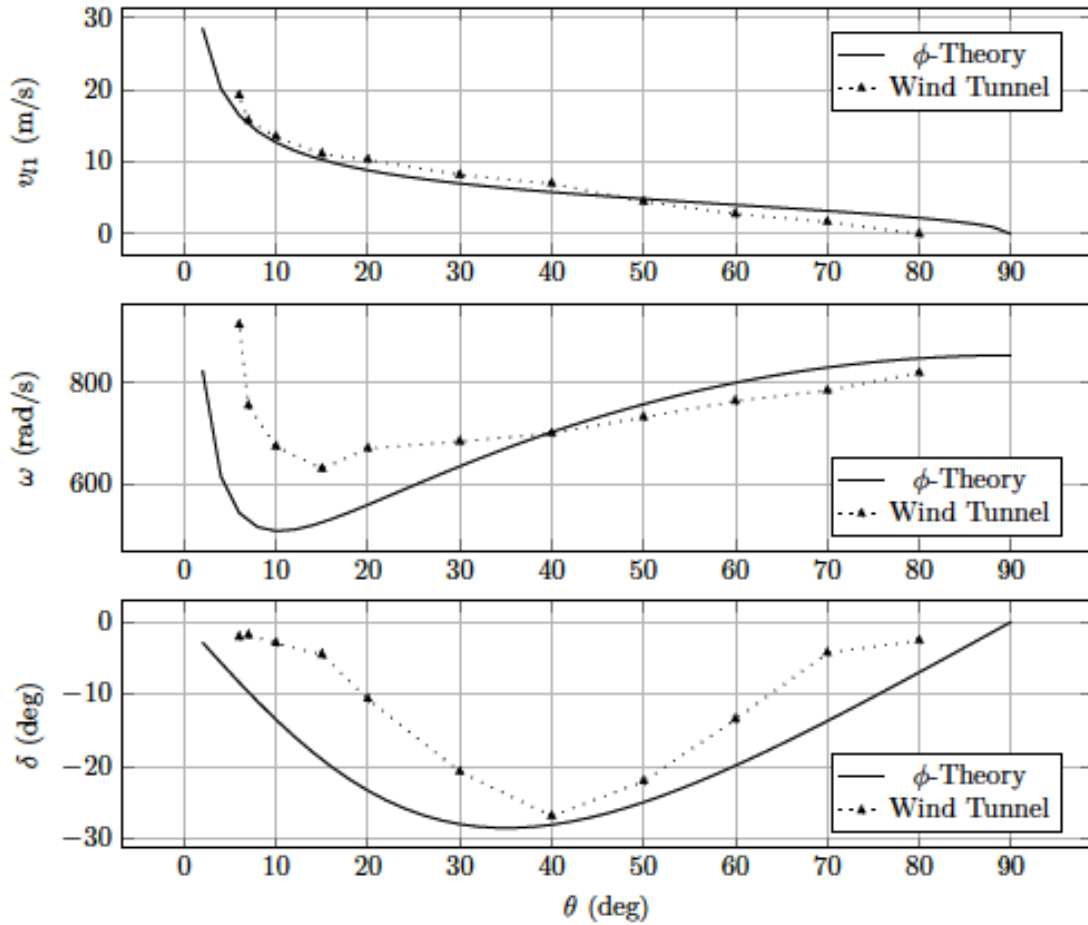 30
20
10
0
v_{l1} (m/s)
ϕ-Theory
Wind Tunnel
0 10 20 30 40 50 60 70 80 90
800
600
ω (rad/s)
ϕ-Theory
Wind Tunnel
0 10 20 30 40 50 60 70 80 90
0
−10
−20
−30
δ (deg)
ϕ-Theory
Wind Tunnel
0 10 20 30 40 50 60 70 80 90
θ (deg)